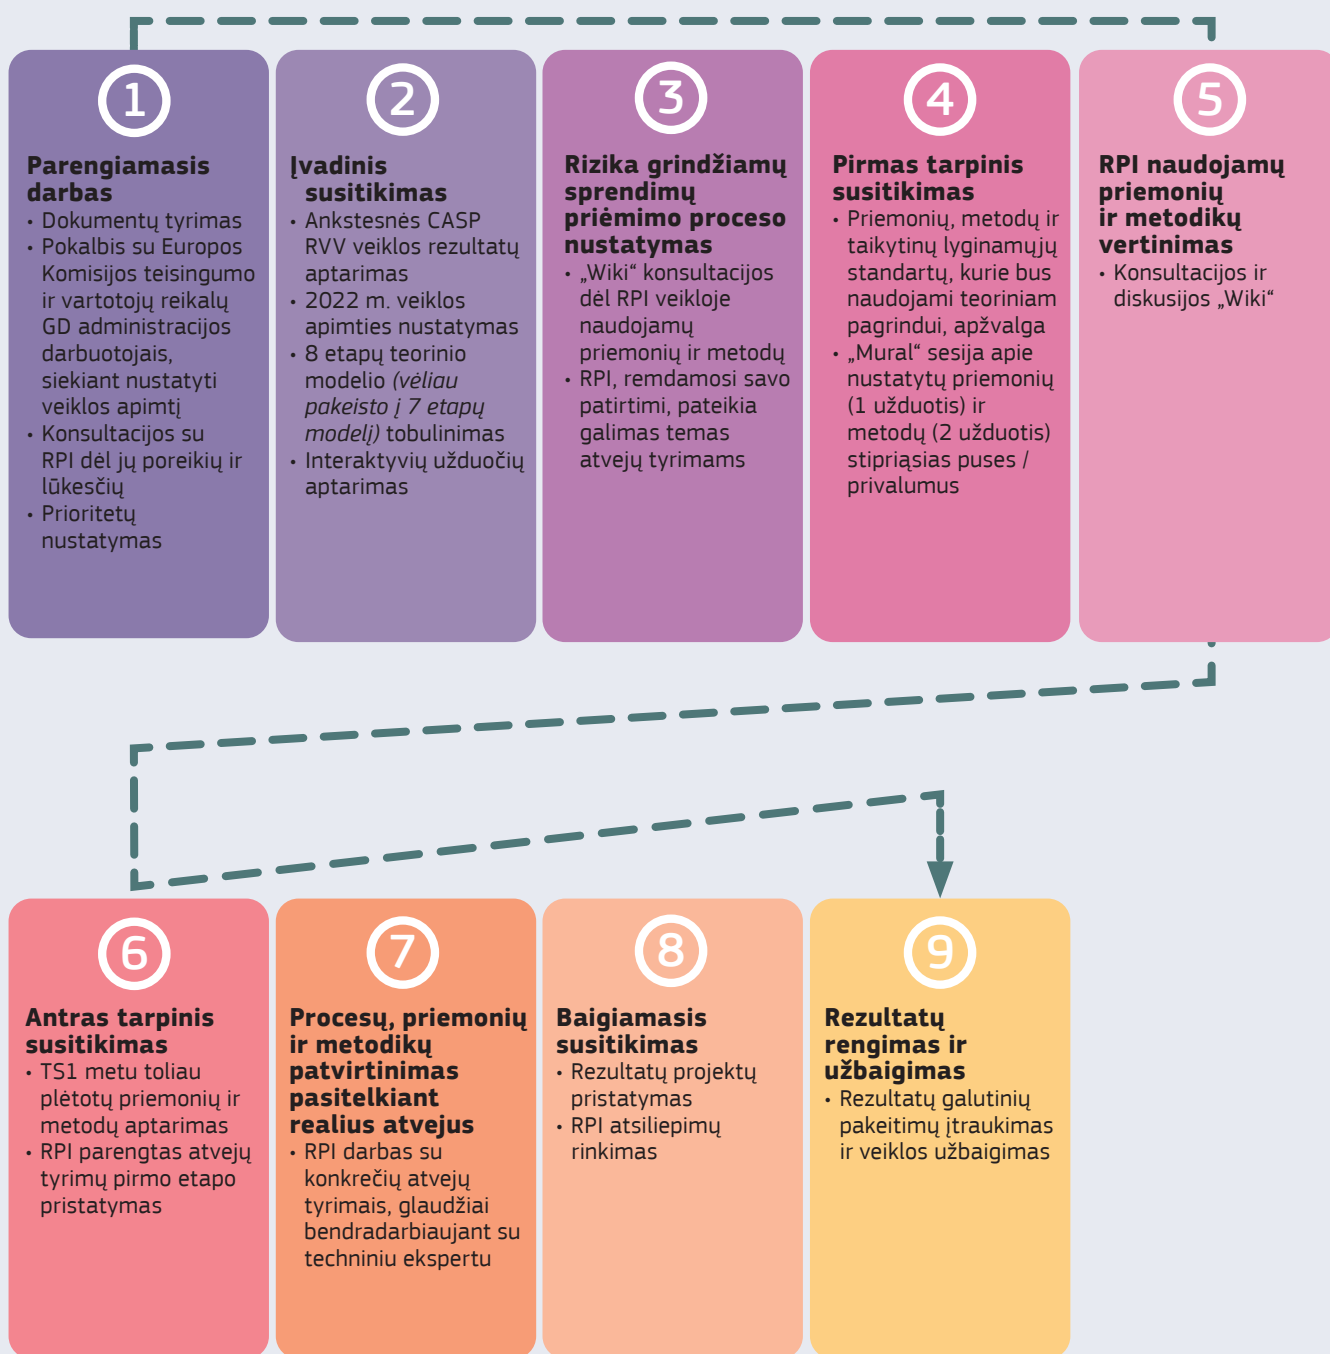 1
Parengiamasis
darbas
• Dokumentų tyrimas
• Pokalbis su Europos
Komisijos teisingumo
ir vartotojų reikalų
GD administracijos
darbuotojais,
siekiant nustatyti
veiklos apimtį
• Konsultacijos su
RPI dėl jų poreikių ir
lūkesčių
• Prioritetų
nustatymas
2
Įvadinis
susitikimas
• Ankstesnės CASP
RVV veiklos rezultatų
aptarimas
• 2022 m. veiklos
apimties nustatymas
• 8 etapų teorinio
modelio (vėliau
pakeisto į 7 etapų
modelį) tobulinimas
• Interaktyvių užduočių
aptarimas
3
Rizika grindžiamų
sprendimų
priėmimo proceso
nustatymas
• „Wiki“ konsultacijos
dėl RPI veikloje
naudojamų
priemonių ir metodų
• RPI, remdamosi savo
patirtimi, pateikia
galimas temas
atvejų tyrimams
4
Pirmas tarpinis
susitikimas
• Priemonių, metodų ir
taikytinų lyginamųjų
standartų, kurie bus
naudojami teoriniam
pagrindui, apžvalga
• „Mural“ sesija apie
nustatytų priemonių
(1 užduotis) ir
metodų (2 užduotis)
stipriąsias puses /
privalumus
5
RPI naudojamų
priemonių
ir metodikų
vertinimas
• Konsultacijos ir
diskusijos „Wiki“
6
Antras tarpinis
susitikimas
• TS1 metu toliau
plėtotų priemonių ir
metodų aptarimas
• RPI parengtas atvejų
tyrimų pirmo etapo
pristatymas
7
Procesų, priemonių
ir metodikų
patvirtinimas
pasitelkiant
realius atvejus
• RPI darbas su
konkrečių atvejų
tyrimais, glaudžiai
bendradarbiaujant su
techniniu ekspertu
8
Baigiamasis
susitikimas
• Rezultatų projektų
pristatymas
• RPI atsiliepimų
rinkimas
9
Rezultatų
rengimas ir
užbaigimas
• Rezultatų galutinių
pakeitimų įtraukimas
ir veiklos užbaigimas